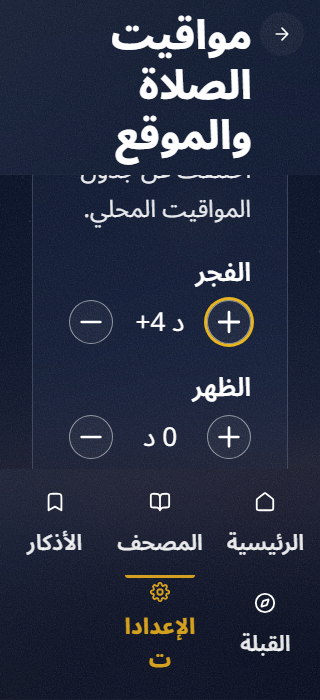 مواقيت
الصلاة
والموقع
المواقيت المحلي.
الفجر
+4 د
الظهر
0 د
الرئيسية
المصحف
الأذكار
القبلة
الإعدادا
ت